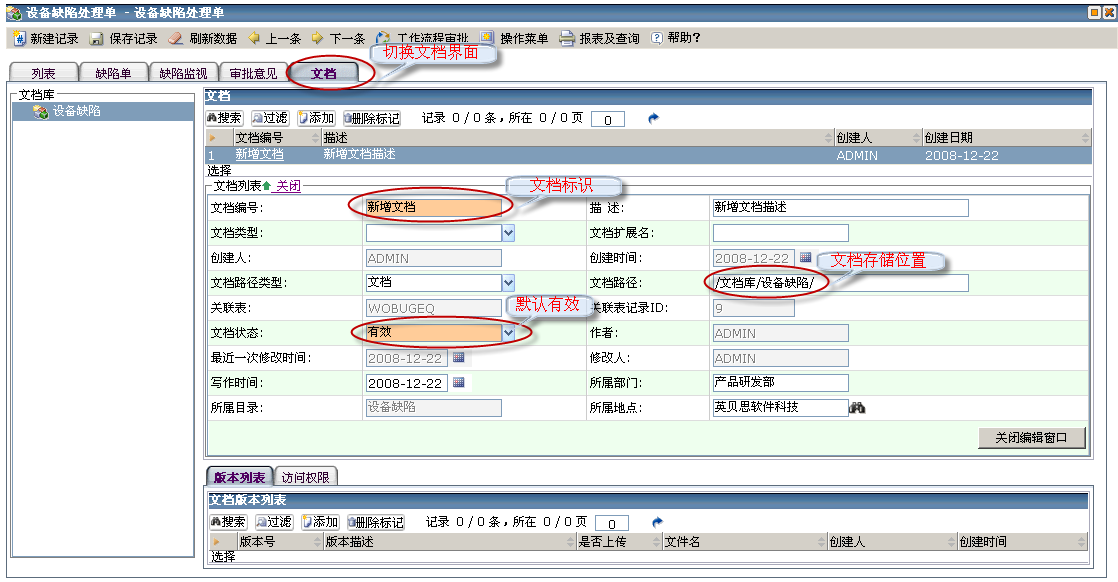 设备缺陷处理单 - 设备缺陷处理单
新建记录 保存记录 刷新数据 上一条 下一条 工作流程审批 操作菜单 报表及查询 帮助?
切换文档界面
列表 缺陷单 缺陷监视 审批意见 文档
文档库
设备缺陷
文档
搜索 过滤 添加 删除标记 记录 0 / 0 条，所在 0 / 0 页 0
文档编号 描述 创建人 创建日期
1 新增文档 新增文档描述 ADMIN 2008-12-22
选择
文档列表 关闭
文档标识
文档编号: 新增文档 描 述: 新增文档描述
文档类型: 文档扩展名:
创建人: ADMIN 创建时间: 2008-12-22
文档存储位置
文档路径类型: 文档 文档路径: /文档库/设备缺陷/
默认有效
关联表: WOBUGEQ 关联表记录ID: 9
文档状态: 有效 作者: ADMIN
最近一次修改时间: 2008-12-22 修改人: ADMIN
写作时间: 2008-12-22 所属部门: 产品研发部
所属目录: 设备缺陷 所属地点: 英贝思软件科技
关闭编辑窗口
版本列表 访问权限
文档版本列表
搜索 过滤 添加 删除标记 记录 0 / 0 条，所在 0 / 0 页 0
版本号 版本描述 是否上传 文件名 创建人 创建时间
选择